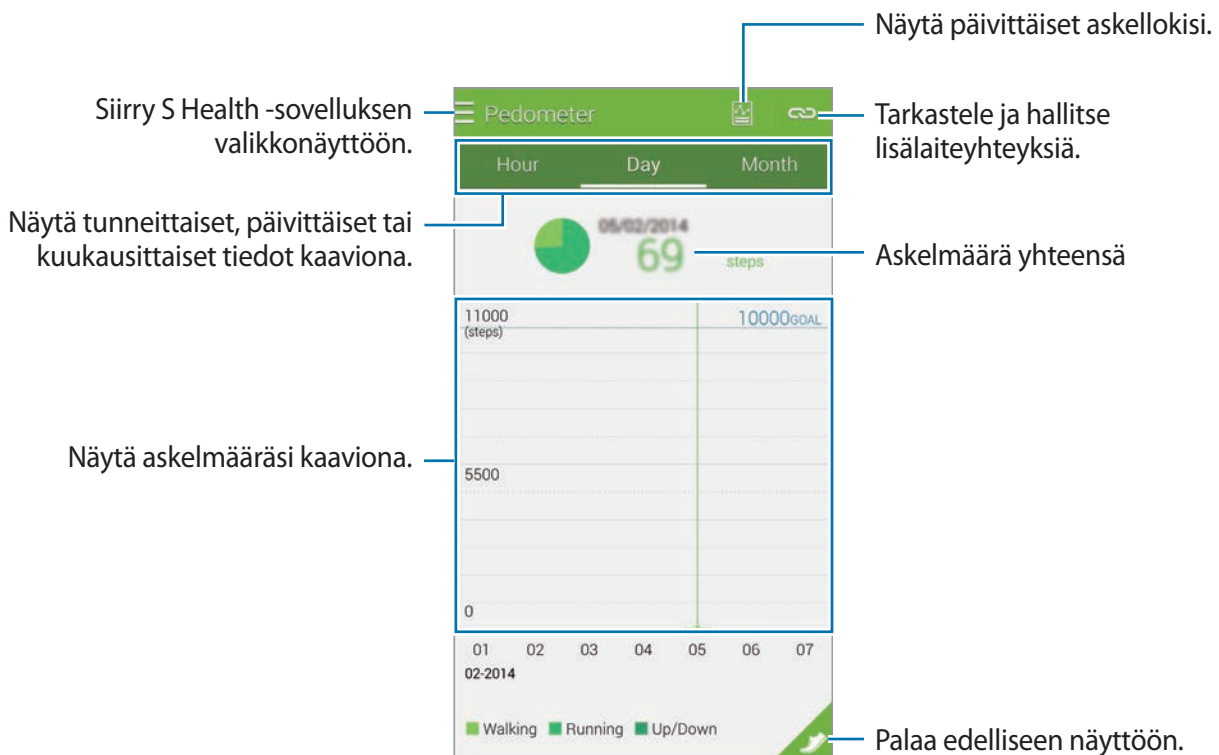 Näytä päivittäiset askellokisi.
Siirry S Health -sovelluksen
valikkonäyttöön.
Pedometer
Tarkastele ja hallitse
lisälaiteyhteyksiä.
Hour Day Month
Näytä tunneittaiset, päivittäiset tai
kuukausittaiset tiedot kaaviona.
05/02/2014
69 steps
Askelmäärä yhteensä
11000
(steps)
10000GOAL
Näytä askelmääräsi kaaviona.
5500
0
01 02 03 04 05 06 07
02-2014
Walking Running Up/Down
Palaa edelliseen näyttöön.